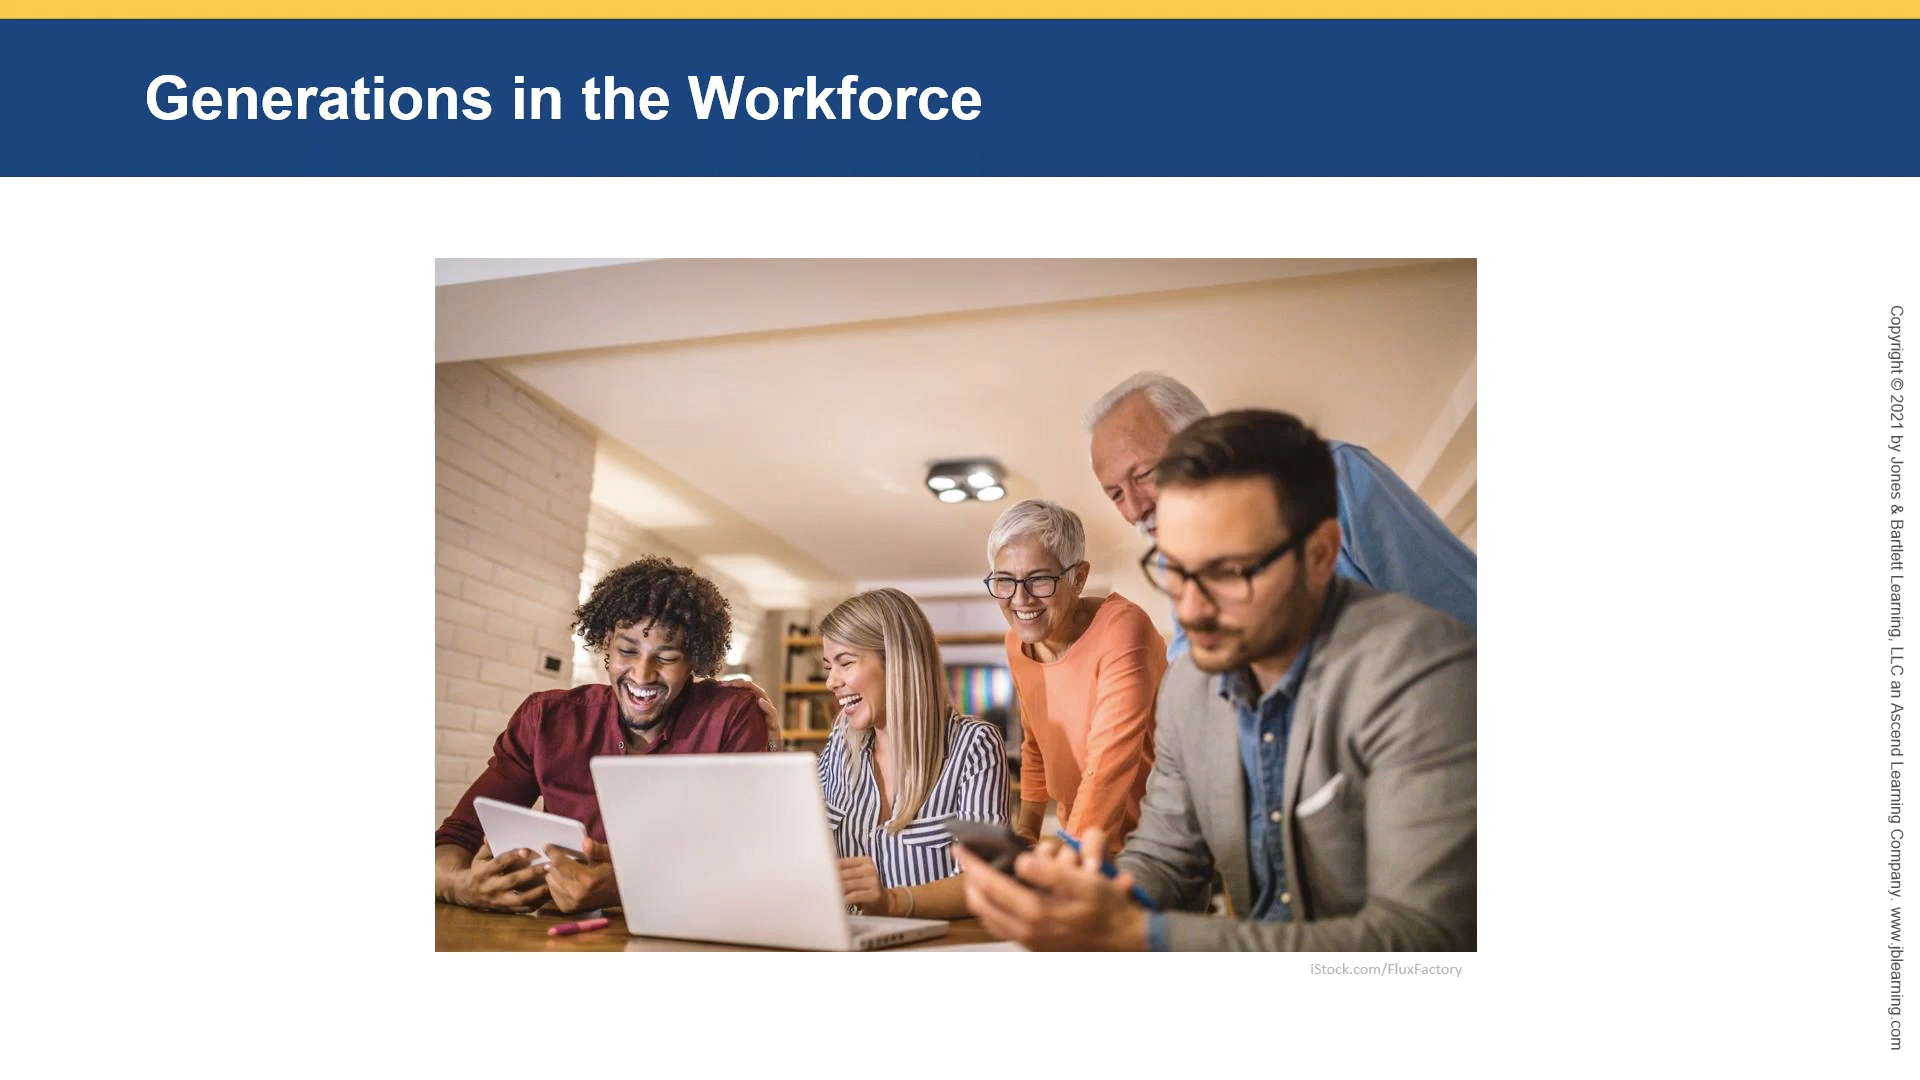 Generations in the Workforce
iStock.com/FluxFactory
Copyright © 2021 by Jones & Bartlett Learning, LLC an Ascend Learning Company. www.jblearning.com